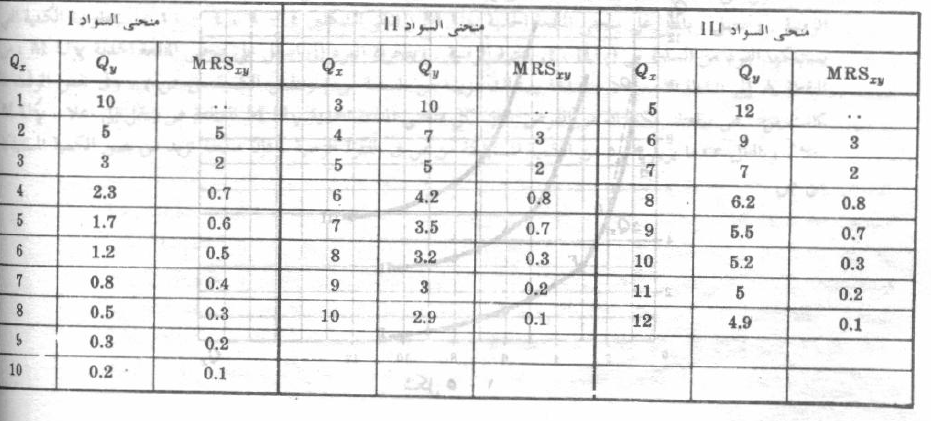 منحنى السواد I منحنى السواد II منحنى السواد III
Qx Qy MRSxy Qx Qy MRSxy Qx Qy MRSxy
1 10 .. 3 10 .. 5 12 ..
2 5 5 4 7 3 6 9 3
3 3 2 5 5 2 7 7 2
4 2.3 0.7 6 4.2 0.8 8 6.2 0.8
5 1.7 0.6 7 3.5 0.7 9 5.5 0.7
6 1.2 0.5 8 3.2 0.3 10 5.2 0.3
7 0.8 0.4 9 3 0.2 11 5 0.2
8 0.5 0.3 10 2.9 0.1 12 4.9 0.1
9 0.3 0.2
10 0.2 0.1